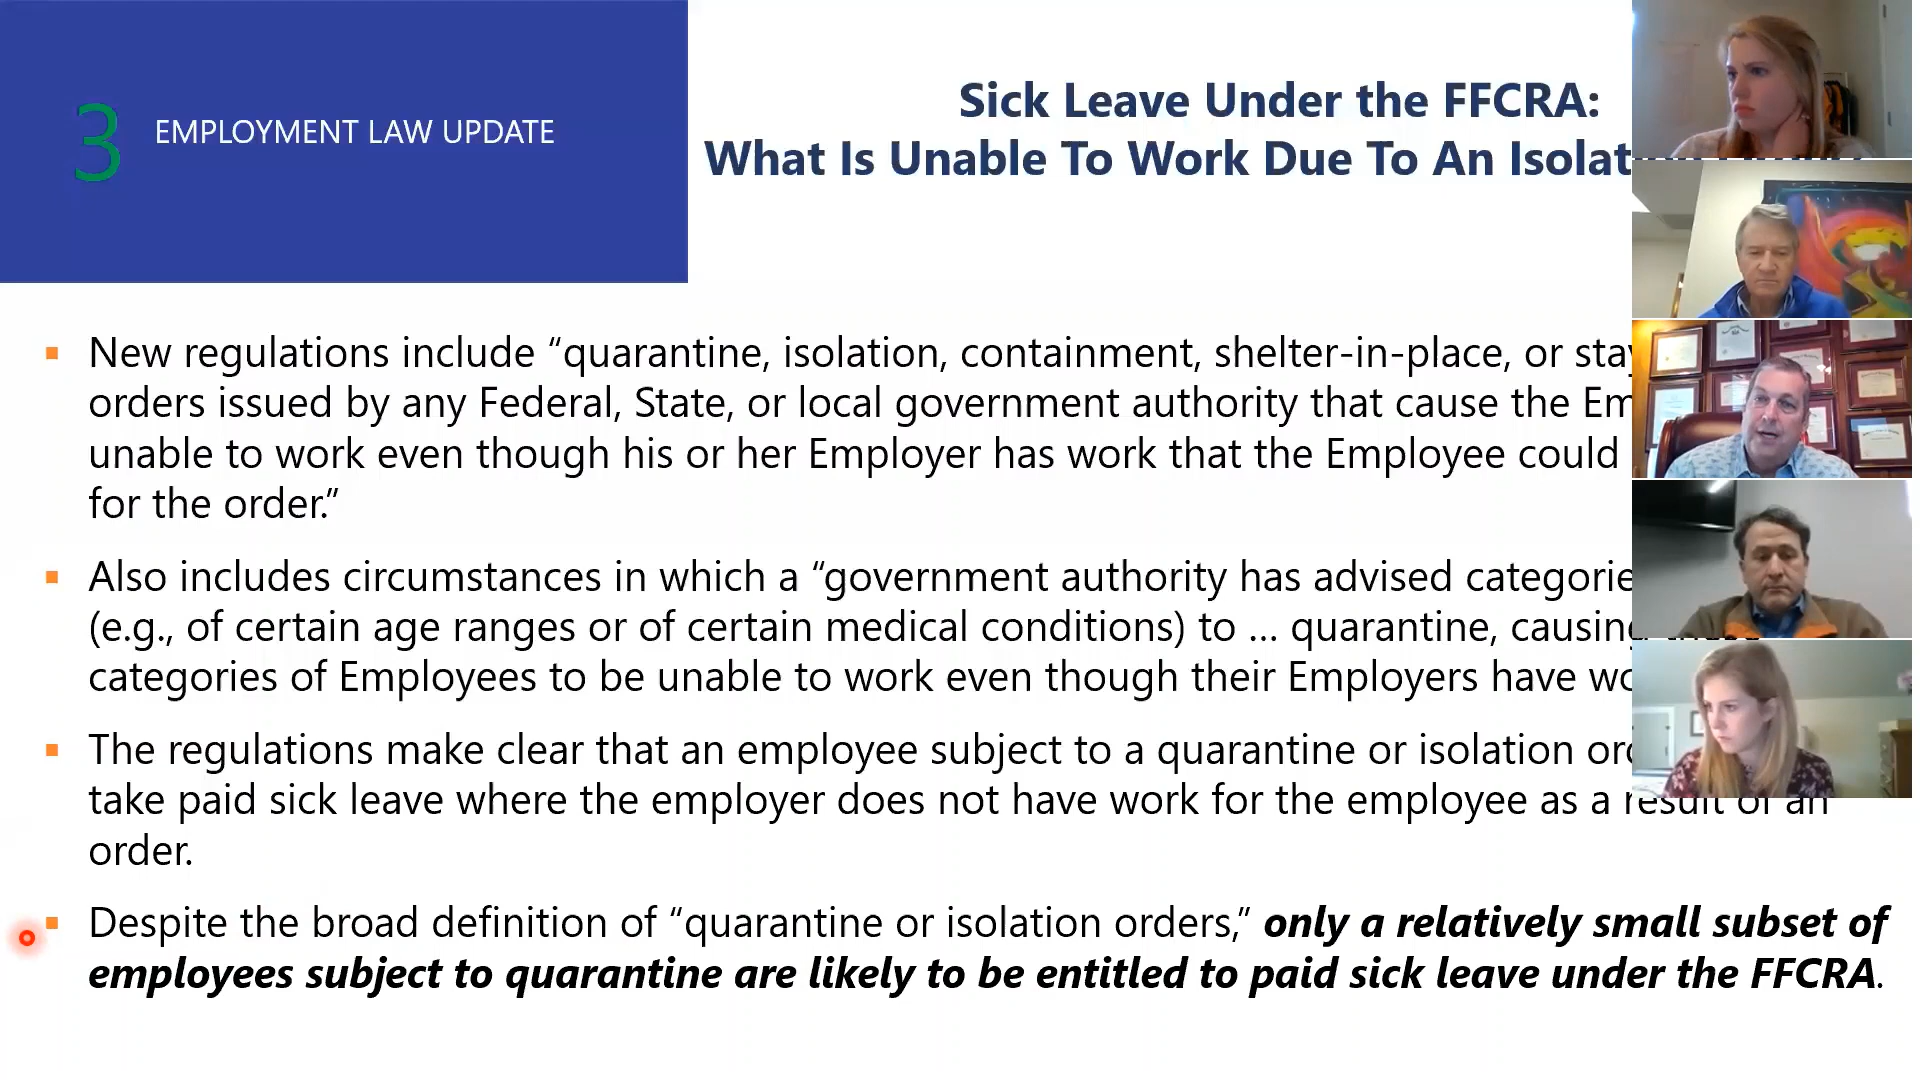 3 EMPLOYMENT LAW UPDATE
Sick Leave Under the FFCRA:
What Is Unable To Work Due To An
New regulations include “quarantine, isolation, containment, shelter-in-place, or
orders issued by any Federal, State, or local government authority that cause the
unable to work even though his or her Employer has work that the Employee could
for the order.”
Also includes circumstances in which a “government authority has advised
(e.g., of certain age ranges or of certain medical conditions) to ... quarantine,
categories of Employees to be unable to work even though their Employers have
The regulations make clear that an employee subject to a quarantine or isolation
take paid sick leave where the employer does not have work for the employee as a result of an
order.
Despite the broad definition of “quarantine or isolation orders,” only a relatively small subset of
employees subject to quarantine are likely to be entitled to paid sick leave under the FFCRA.